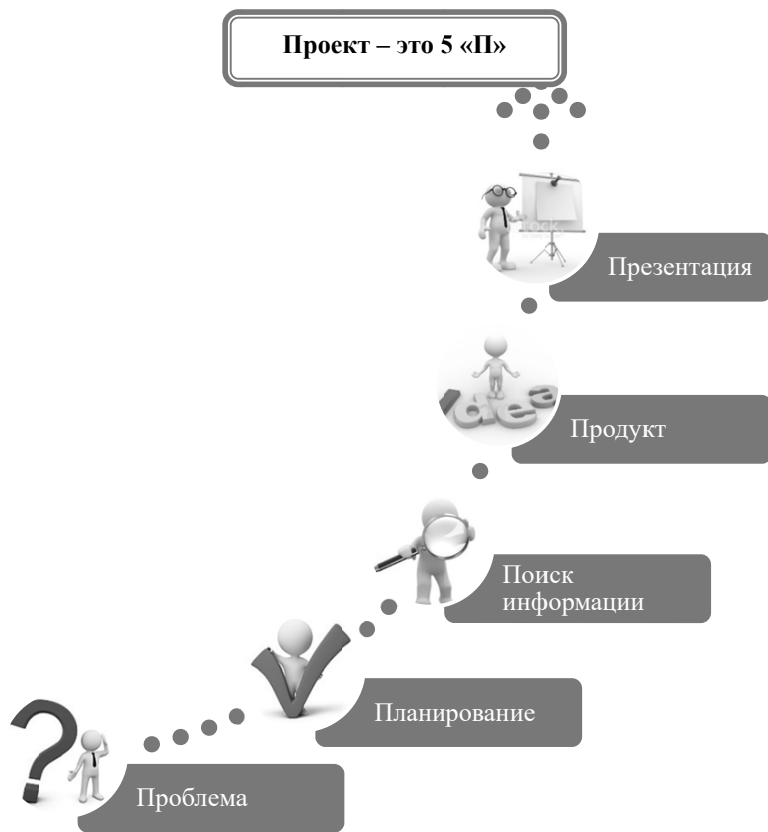 Проект – это 5 «П»
Презентация
Продукт
Поиск
информации
Планирование
Проблема